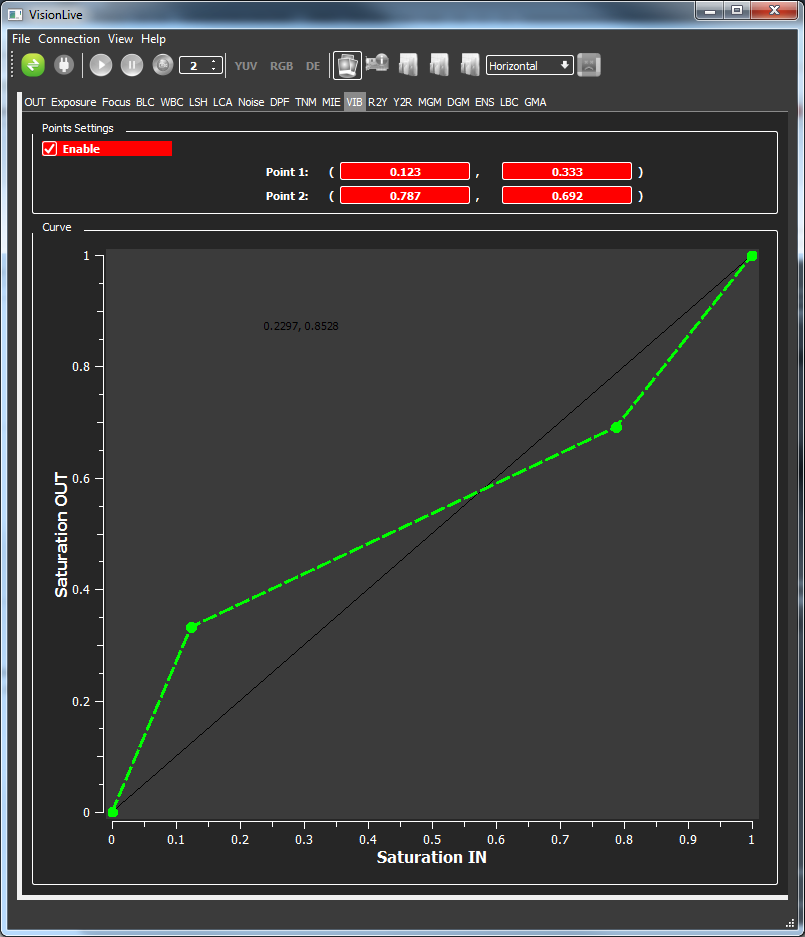 VisionLive
File Connection View Help
2 YUV RGB DE Horizontal
OUT Exposure Focus BLC WBC LSH LCA Noise DPF TNM MIE VIB R2Y Y2R MGM DGM ENS LBC GMA
Points Settings
Enable
Point 1: ( 0.123 , 0.333 )
Point 2: ( 0.787 , 0.692 )
Curve
1
0.2297, 0.8528
0.8
0.6
Saturation OUT
0.4
0.2
0
0 0.1 0.2 0.3 0.4 0.5 0.6 0.7 0.8 0.9 1
Saturation IN